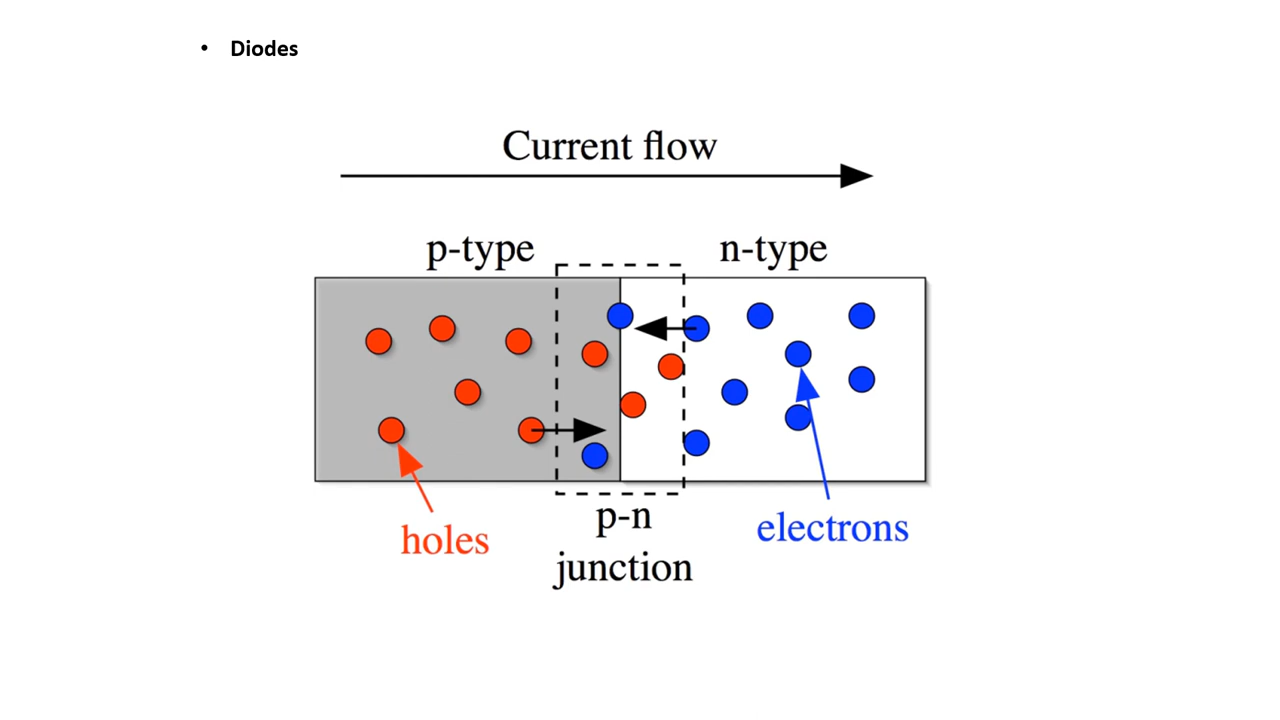 • Diodes
Current flow
p-type
n-type
holes
p-n
junction
electrons